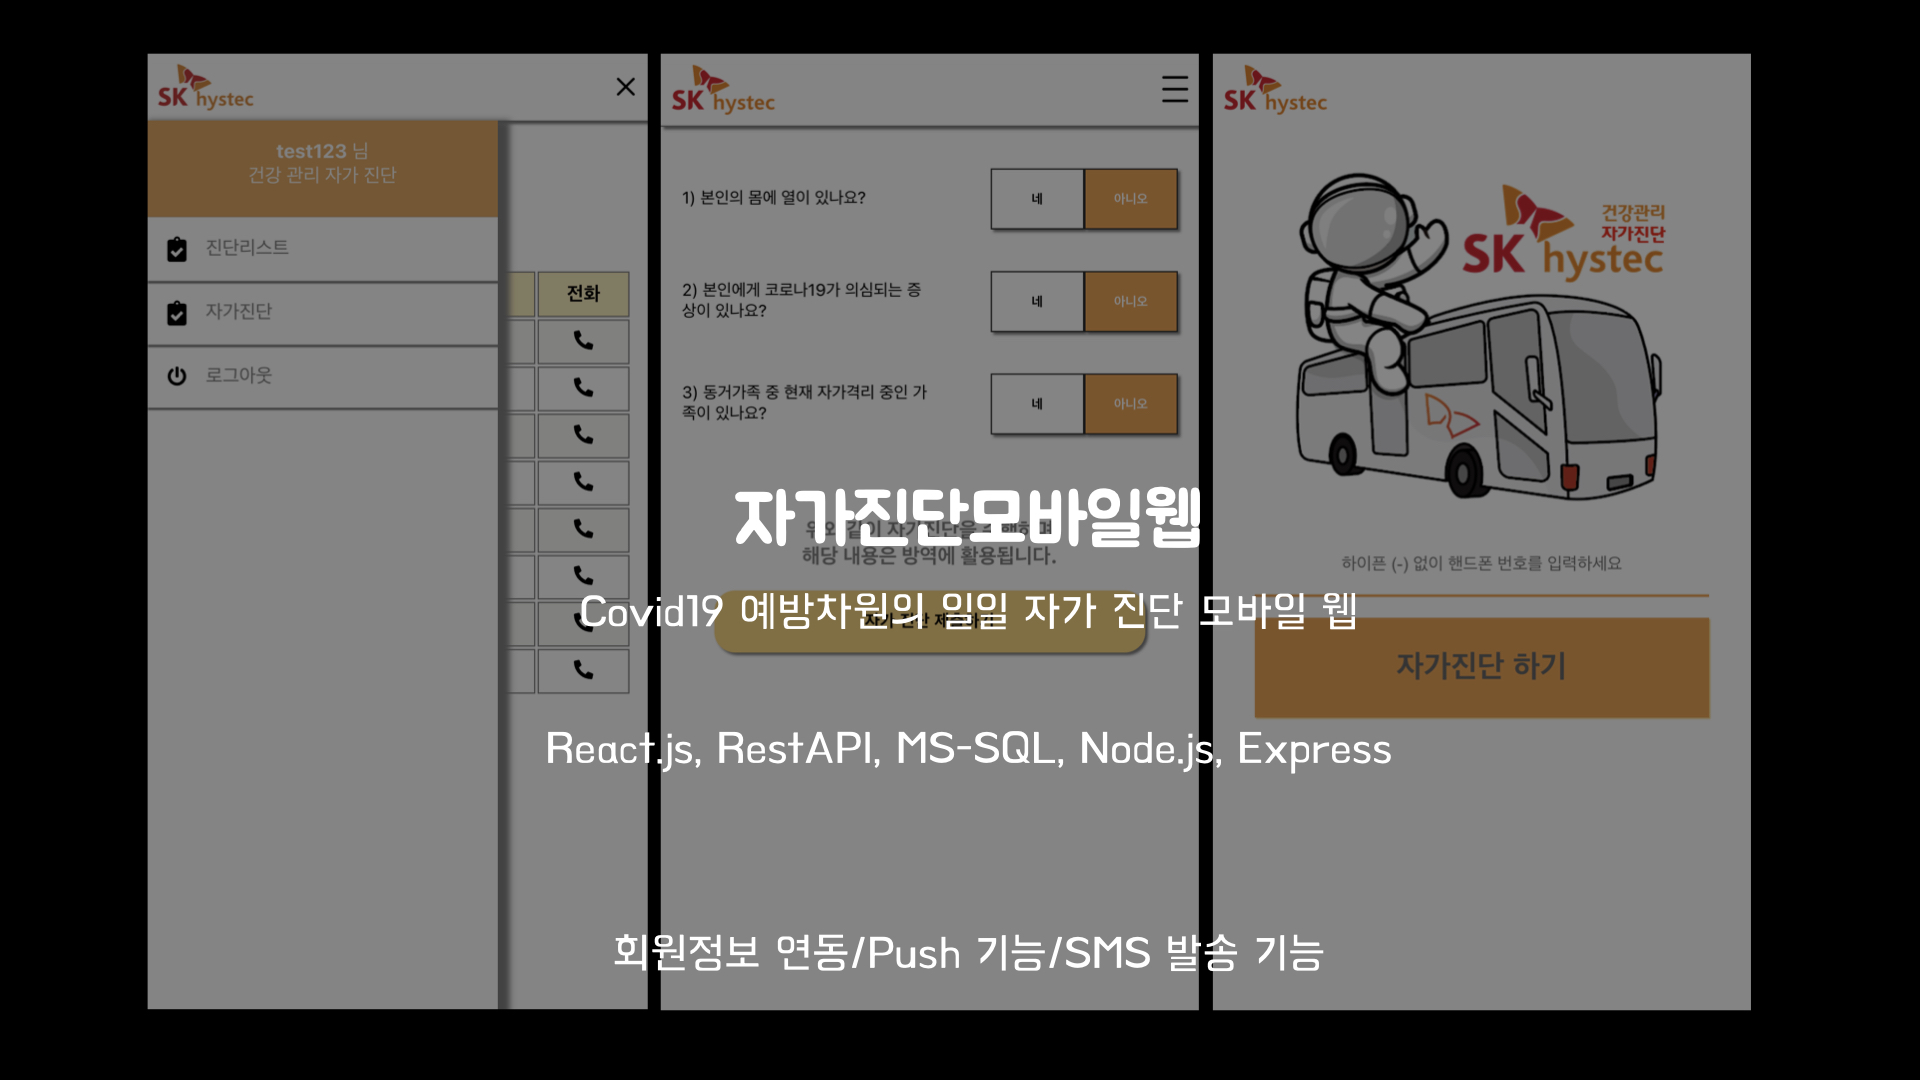 SK hystec
test123 님
건강 관리 자가 진단
진단리스트
자가진단
로그아웃
전화
SK hystec
1) 본인의 몸에 열이 있나요?
네 아니오
2) 본인에게 코로나19가 의심되는 증
상이 있나요?
네 아니오
3) 동거가족 중 현재 자가격리 중인 가
족이 있나요?
네 아니오
해당 내용은 방역에 활용됩니다.
SK hystec
건강관리
자가진단
SK hystec
하이픈 (-) 없이 핸드폰 번호를 입력하세요
자가진단 하기
자가진단모바일웹
Covid19 예방차원의 일일 자가 진단 모바일 웹
React.js, RestAPI, MS-SQL, Node.js, Express
회원정보 연동/Push 기능/SMS 발송 기능